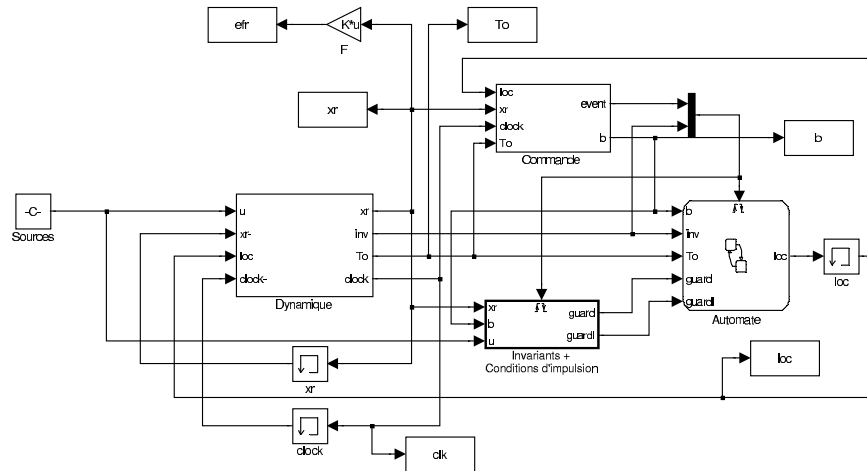 efr
K*u
F
To
xr
loc
xr
clock
To
event
b
Commande
b
-C-
Sources
u
xr-
loc
clock-
xr
inv
To
clock
Dynamique
b
inv
To
guard
guardI
loc
Automate
loc
xr
b
u
guard
guardI
Invariants +
Conditions d'impulsion
xr
loc
clock
clk